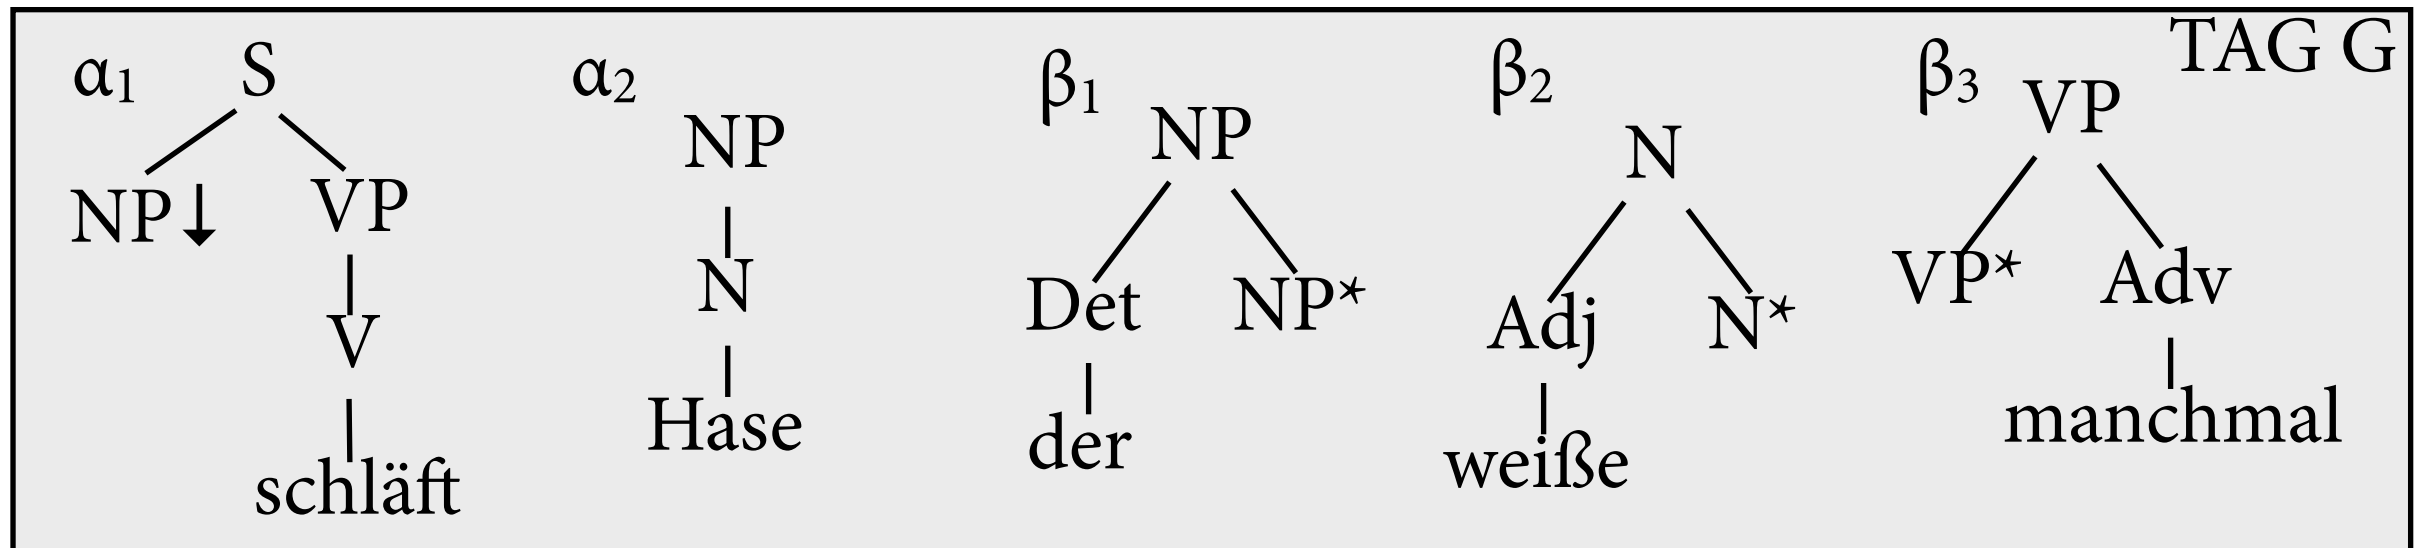 TAG G
α1 S
NP↓ VP
V
schläft
α2
NP
N
Hase
β1 NP
Det NP*
der
β2
N
Adj N*
weiße
β3 VP
VP* Adv
manchmal